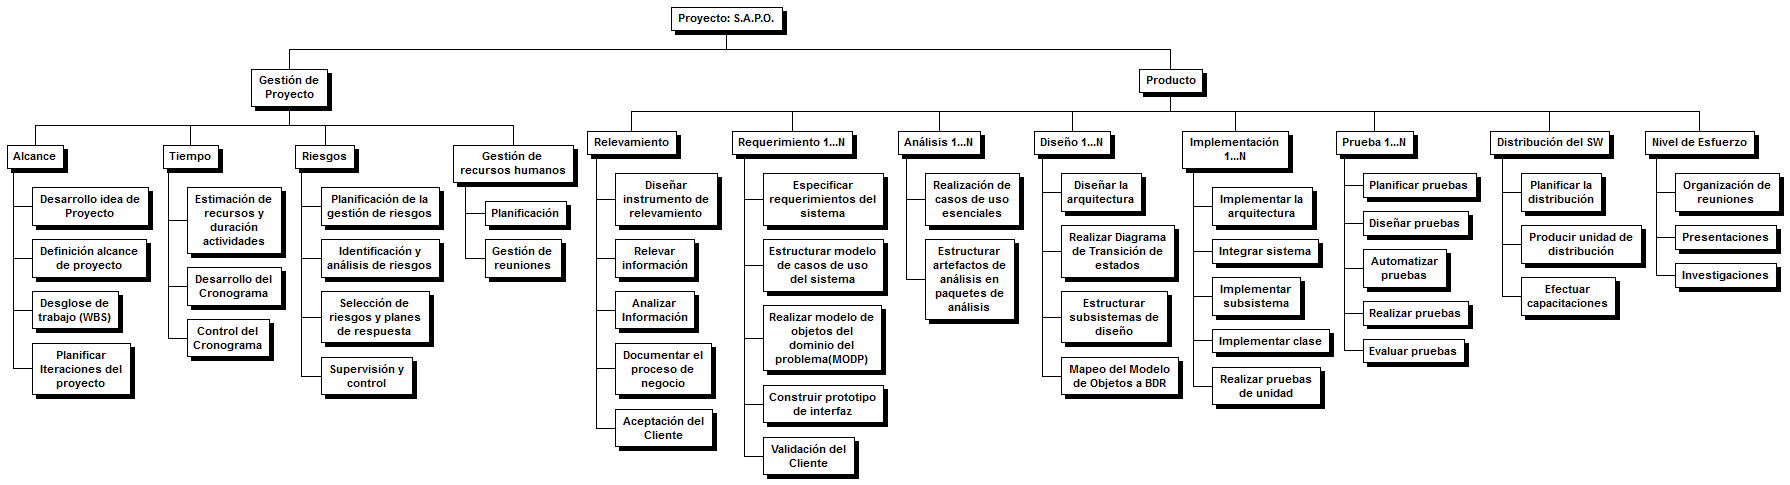 Proyecto: S.A.P.O.
Gestión de
Proyecto
Producto
Alcance
Desarrollo idea de
Proyecto
Definición alcance
de proyecto
Desglose de
trabajo (WBS)
Planificar
Iteraciones del
proyecto
Tiempo
Estimación de
recursos y
duración
actividades
Desarrollo del
Cronograma
Control del
Cronograma
Riesgos
Planificación de la
gestión de riesgos
Identificación y
análisis de riesgos
Selección de
riesgos y planes
de respuesta
Supervisión y
control
Gestión de
recursos humanos
Planificación
Gestión de
reuniones
Relevamiento
Diseñar
instrumento de
relevamiento
Relevar
información
Analizar
Información
Documentar el
proceso de
negocio
Aceptación del
Cliente
Requerimiento 1...N
Especificar
requerimientos del
sistema
Estructurar modelo
de casos de uso
del sistema
Realizar modelo de
objetos del
dominio del
problema(MODP)
Construir prototipo
de interfaz
Validación del
Cliente
Análisis 1...N
Realización de
casos de uso
esenciales
Estructurar
artefactos de
análisis en
paquetes de
análisis
Diseño 1...N
Diseñar la
arquitectura
Realizar Diagrama
de Transición de
estados
Estructurar
subsistemas de
diseño
Mapeo del Modelo
de Objetos a BDR
Implementación
1...N
Implementar la
arquitectura
Integrar sistema
Implementar
subsistema
Implementar clase
Realizar pruebas
de unidad
Prueba 1...N
Planificar pruebas
Diseñar pruebas
Automatizar
pruebas
Realizar pruebas
Evaluar pruebas
Distribución del SW
Planificar la
distribución
Producir unidad de
distribución
Efectuar
capacitaciones
Nivel de Esfuerzo
Organización de
reuniones
Presentaciones
Investigaciones